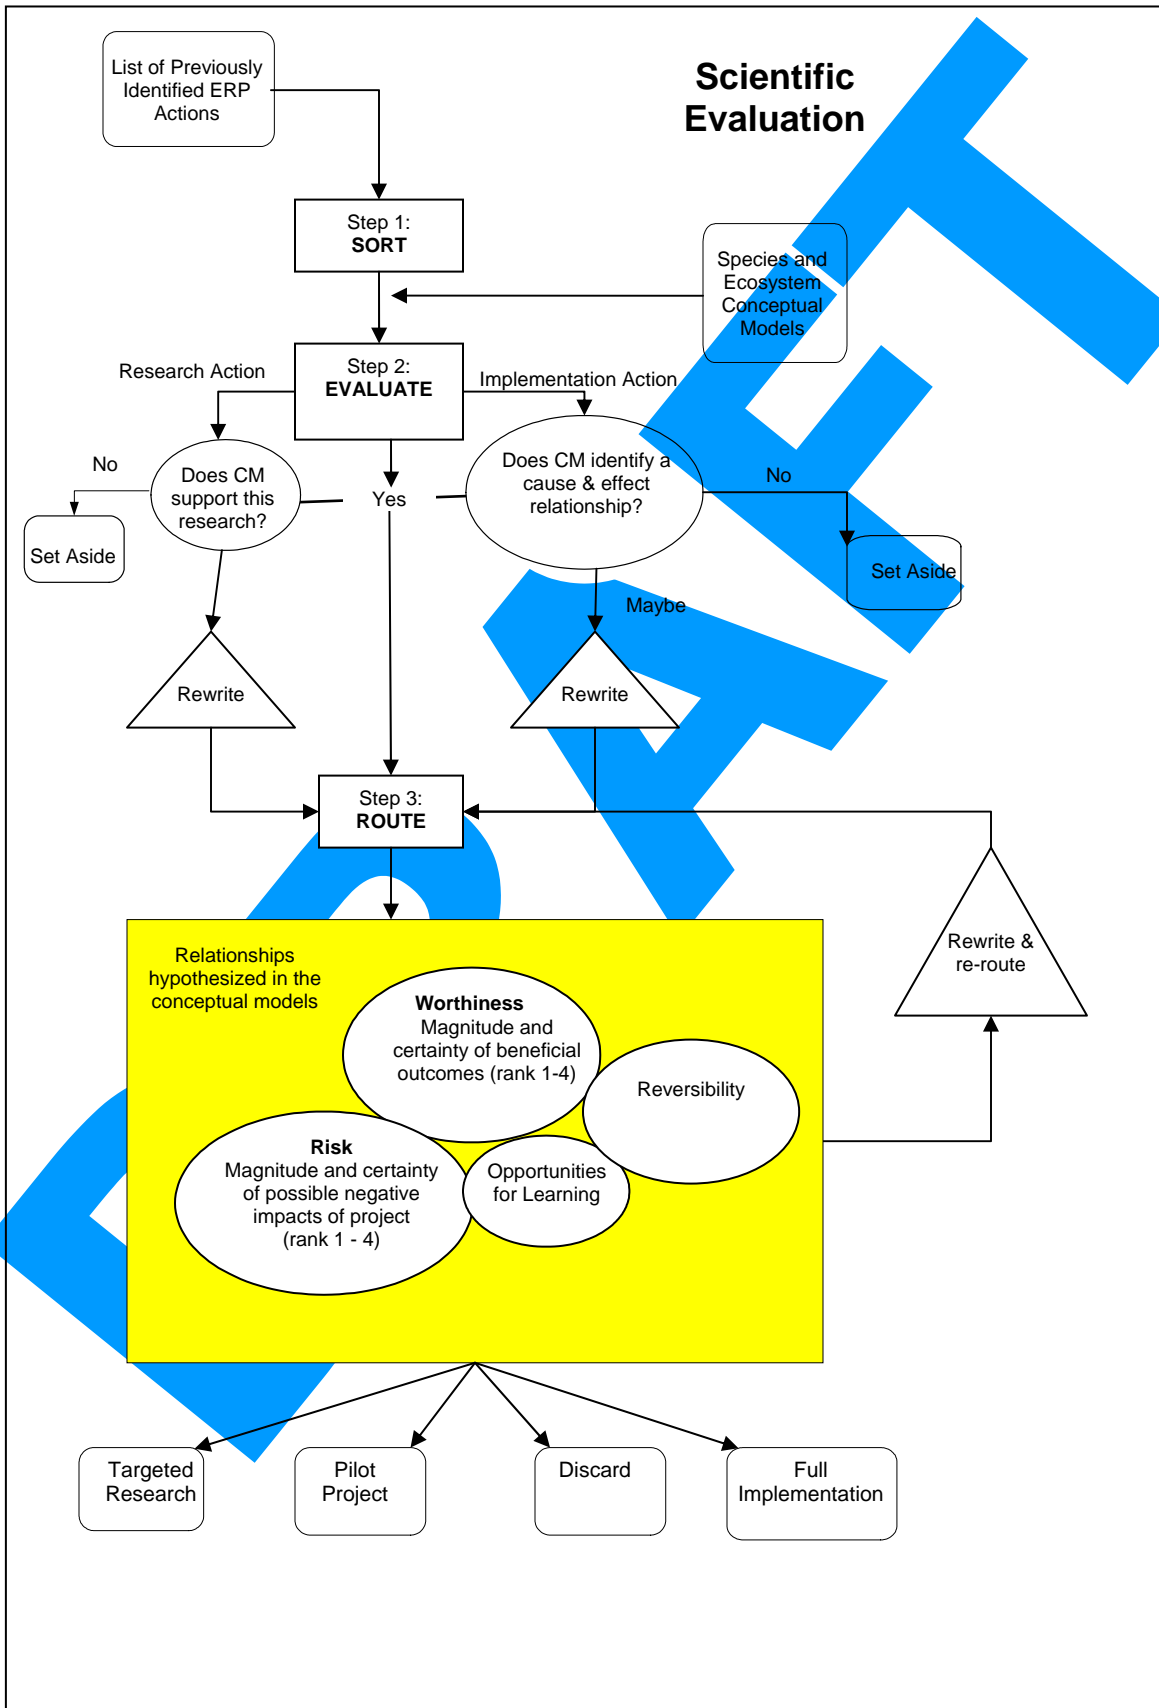 Scientific
Evaluation
List of Previously
Identified ERP
Actions
Step 1:
SORT
Species and
Ecosystem
Conceptual
Models
Step 2:
EVALUATE
Research Action
Implementation Action
No
Does CM
support this
research?
Yes
Does CM identify a
cause & effect
relationship?
No
Set Aside
Set Aside
Maybe
Rewrite
Rewrite
Step 3:
ROUTE
Rewrite &
re-route
Relationships
hypothesized in the
conceptual models
Worthiness
Magnitude and
certainty of beneficial
outcomes (rank 1-4)
Reversibility
Risk
Magnitude and certainty
of possible negative
impacts of project
(rank 1 - 4)
Opportunities
for Learning
Targeted
Research
Pilot
Project
Discard
Full
Implementation
DRAFT